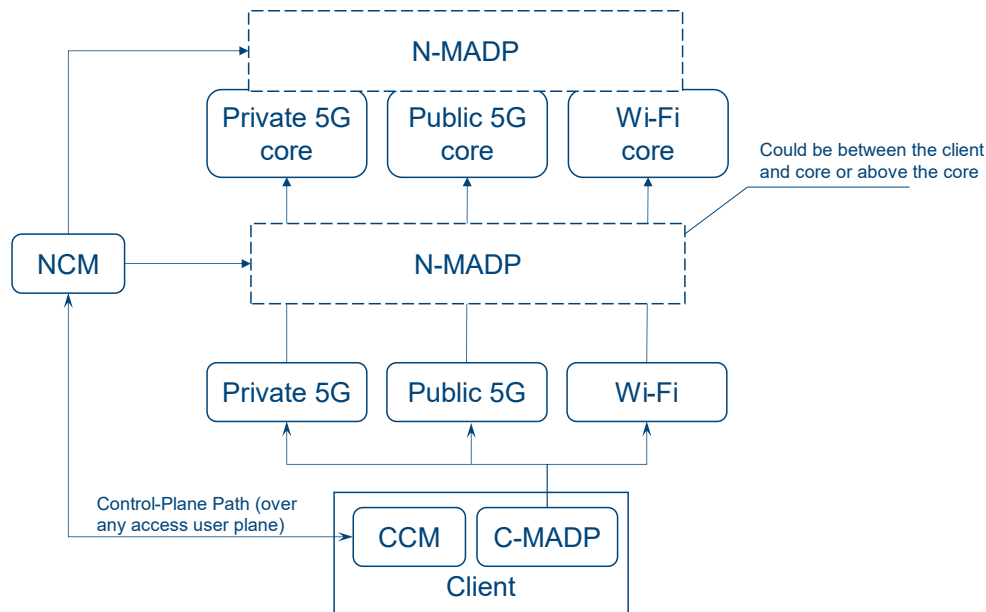 N-MADP
Private 5G
core
Public 5G
core
Wi-Fi
core
Could be between the client
and core or above the core
NCM
N-MADP
Private 5G
Public 5G
Wi-Fi
Control-Plane Path (over
any access user plane)
CCM
C-MADP
Client